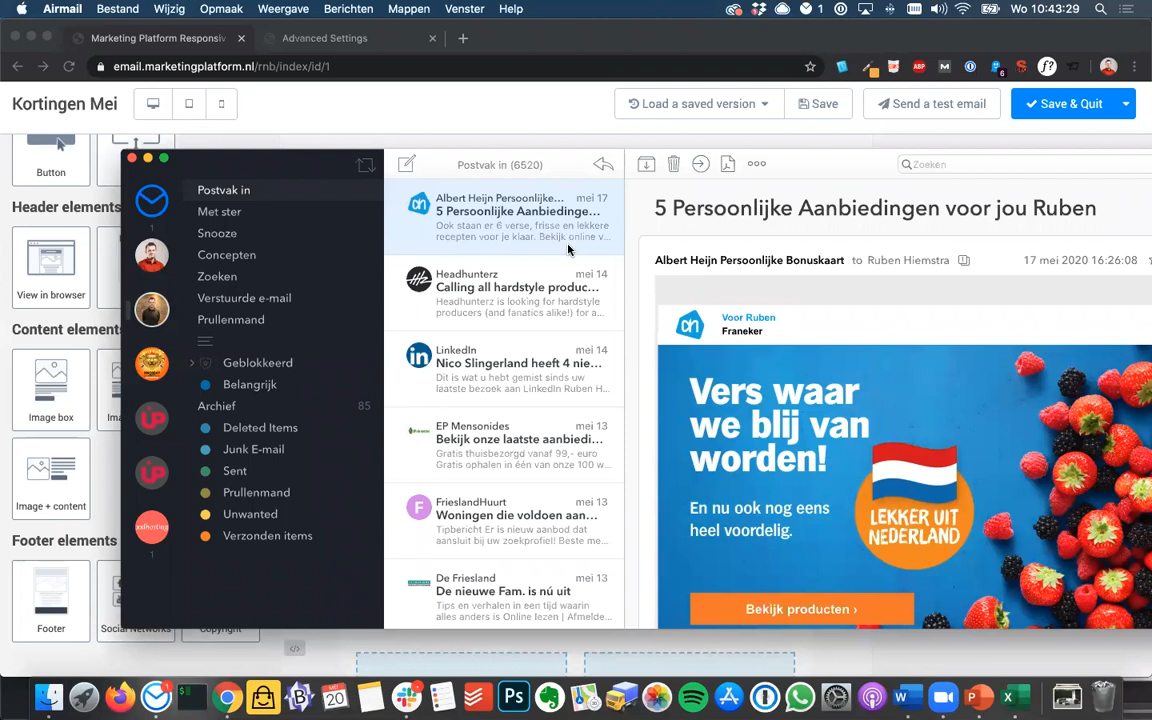 Airmail Bestand Wijzig Opmaak Weergave Berichten Mappen Venster Help 1 Wo 10:43:29
Marketing Platform Responsiv Advanced Settings
email.marketingplatform.nl/rnb/index/id/1
ABP M 6 f?
Kortingen Mei Load a saved version Save Send a test email Save & Quit
Button
Header elements
View in browser
Content elements
Image box
Image + content
Footer elements
Footer Social Networks Copyright
1
UP
UP
andhosting
1
Postvak in
Met ster
Snooze
Concepten
Zoeken
Verstuurde e-mail
Prullenmand
Geblokkeerd
Belangrijk
Archief 85
Deleted Items
Junk E-mail
Sent
Prullenmand
Unwanted
Verzonden items
Postvak in (6520)
Albert Heijn Persoonlijke... mei 17
5 Persoonlijke Aanbiedinge...
Ook staan er 6 verse, frisse en lekkere
recepten voor je klaar. Bekijk online v...
Headhunterz mei 14
Calling all hardstyle produc...
Headhunterz is looking for hardstyle
producers (and fanatics alike!) for a...
LinkedIn mei 14
Nico Slingerland heeft 4 nie...
Dit is wat u hebt gemist sinds uw
laatste bezoek aan LinkedIn Ruben H...
EP Mensonides mei 13
Bekijk onze laatste aanbiedi...
Gratis thuisbezorgd vanaf 99,- euro
Gratis ophalen in één van onze 100 w...
F
FrieslandHuurt mei 13
Woningen die voldoen aan...
Tipbericht Er is nieuw aanbod dat
aansluit bij uw zoekprofiel! Beste me...
De Friesland mei 13
De nieuwe Fam. is nú uit
Tips en verhalen in een tijd waarin
alles anders is Online lezen | Afmelde...
Zoeken
5 Persoonlijke Aanbiedingen voor jou Ruben
Albert Heijn Persoonlijke Bonuskaart to Ruben Hiemstra 17 mei 2020 16:26:08
ah Voor Ruben
Franeker
Vers waar
we blij van
worden!
En nu ook nog eens
heel voordelig.
LEKKER UIT
NEDERLAND
Bekijk producten ›